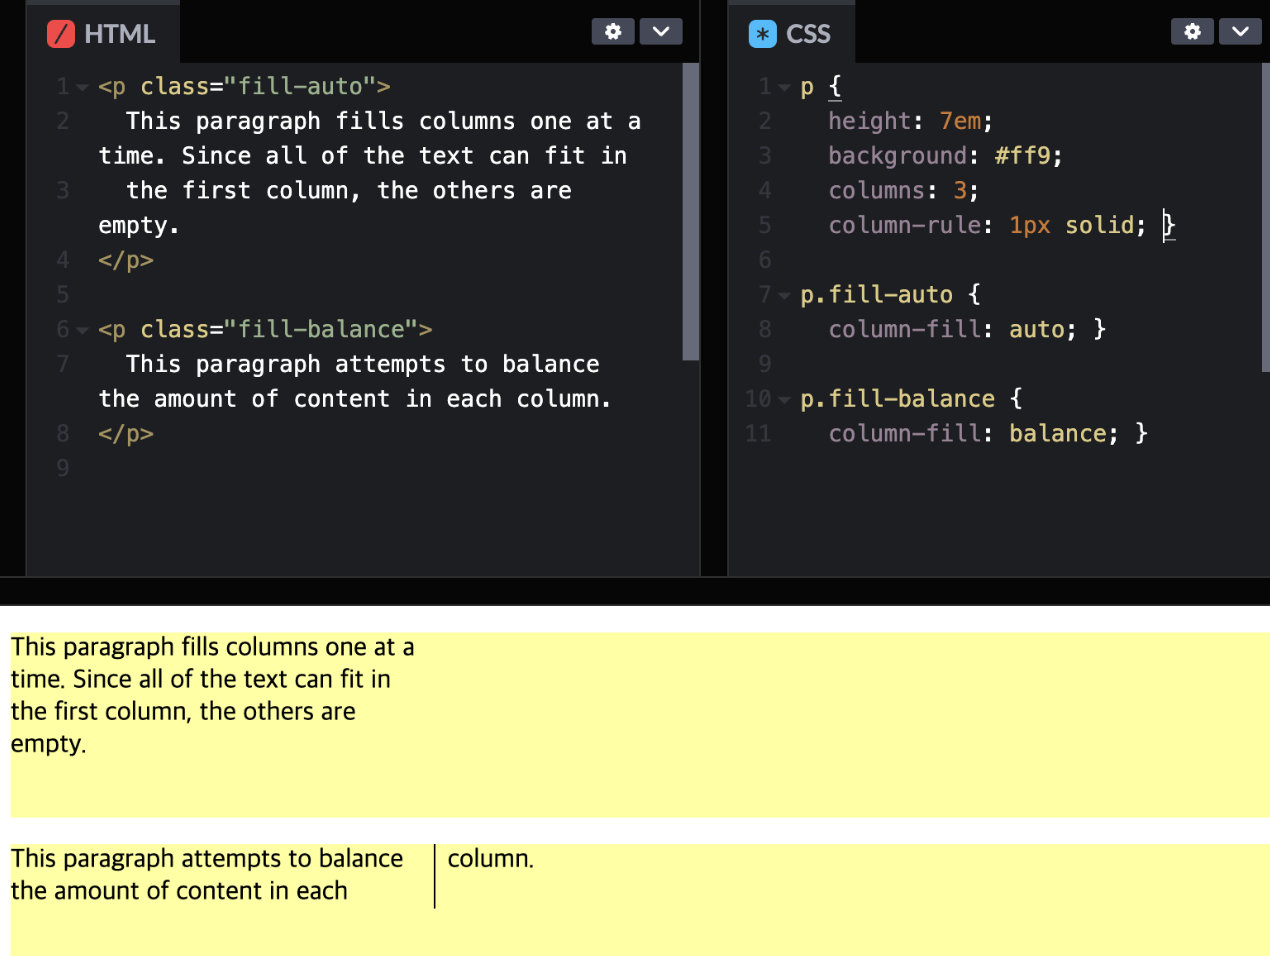 HTML
1 <p class="fill-auto">
2 This paragraph fills columns one at a
time. Since all of the text can fit in
3 the first column, the others are
empty.
4 </p>
5
6 <p class="fill-balance">
7 This paragraph attempts to balance
the amount of content in each column.
8 </p>
9
CSS
1 p {
2 height: 7em;
3 background: #ff9;
4 columns: 3;
5 column-rule: 1px solid; }
6
7 p.fill-auto {
8 column-fill: auto; }
9
10 p.fill-balance {
11 column-fill: balance; }
This paragraph fills columns one at a
time. Since all of the text can fit in
the first column, the others are
empty.
This paragraph attempts to balance
the amount of content in each
column.